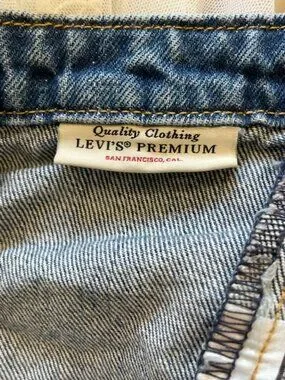 Quality Clothing
LEVI'S® PREMIUM
SAN FRANCISCO, CAL.